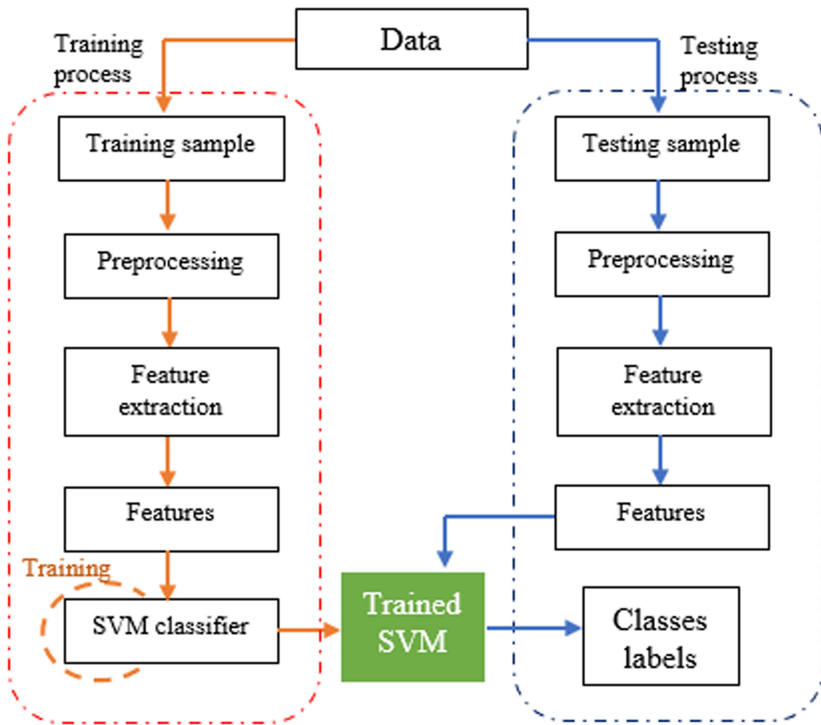 Data
Training
process
Training sample
Preprocessing
Feature
extraction
Features
Training
SVM classifier
Trained
SVM
Testing
process
Testing sample
Preprocessing
Feature
extraction
Features
Classes
labels